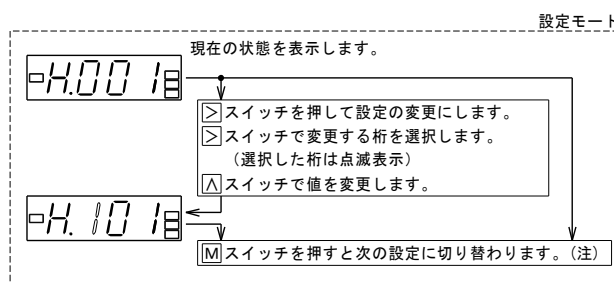 設定モート
現在の状態を表示します。
-H.001
>スイッチを押して設定の変更にします。
>スイッチで変更する桁を選択します。
(選択した桁は点滅表示)
∧スイッチで値を変更します。
-H.101
Mスイッチを押すと次の設定に切り替わります。(注)